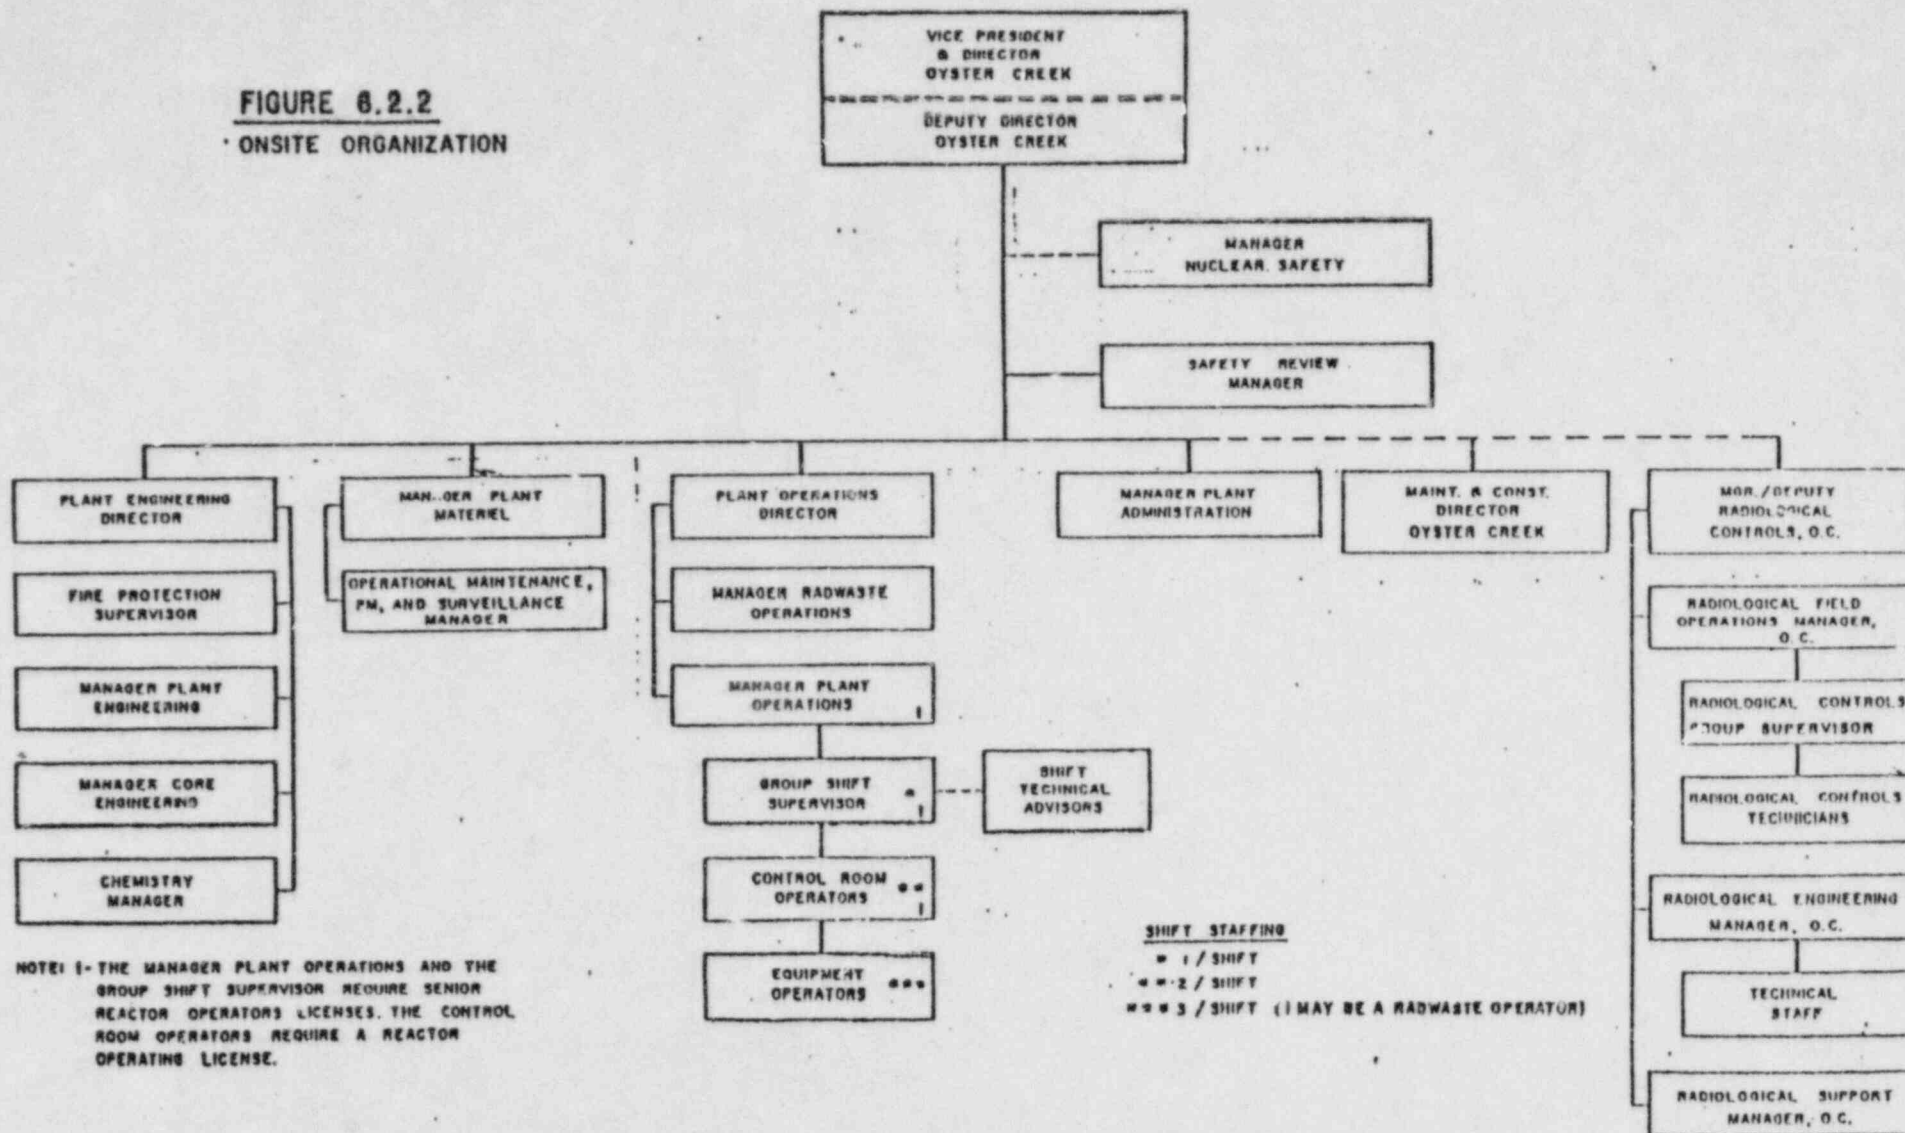 FIGURE 6.2.2
ONSITE ORGANIZATION
VICE PRESIDENT
& DIRECTOR
OYSTER CREEK
DEPUTY DIRECTOR
OYSTER CREEK
MANAGER
NUCLEAR SAFETY
SAFETY REVIEW
MANAGER
PLANT ENGINEERING
DIRECTOR
FIRE PROTECTION
SUPERVISOR
MANAGER PLANT
ENGINEERING
MANAGER CORE
ENGINEERING
CHEMISTRY
MANAGER
PLANT
MATERIEL
OPERATIONAL MAINTENANCE,
PM, AND SURVEILLANCE
MANAGER
PLANT OPERATIONS
DIRECTOR
MANAGER RADWASTE
OPERATIONS
MANAGER PLANT
OPERATIONS 1
GROUP SHIFT
SUPERVISOR *
1
SHIFT
TECHNICAL
ADVISORS
CONTROL ROOM
OPERATORS **
1
EQUIPMENT
OPERATORS ***
MANAGER PLANT
ADMINISTRATION
MAINT. & CONST.
DIRECTOR
OYSTER CREEK
MGR./DEPUTY
RADIOLOGICAL
CONTROLS, O.C.
RADIOLOGICAL FIELD
OPERATIONS MANAGER,
O.C.
RADIOLOGICAL CONTROLS
SUPERVISOR
RADIOLOGICAL CONTROLS
TECHNICIANS
RADIOLOGICAL ENGINEERING
MANAGER, O.C.
TECHNICAL
STAFF
RADIOLOGICAL SUPPORT
MANAGER, O.C.
NOTE: 1- THE MANAGER PLANT OPERATIONS AND THE
GROUP SHIFT SUPERVISOR REQUIRE SENIOR
REACTOR OPERATORS LICENSES. THE CONTROL
ROOM OPERATORS REQUIRE A REACTOR
OPERATING LICENSE.
SHIFT STAFFING
* 1 / SHIFT
** 2 / SHIFT
*** 3 / SHIFT (1 MAY BE A RADWASTE OPERATOR)